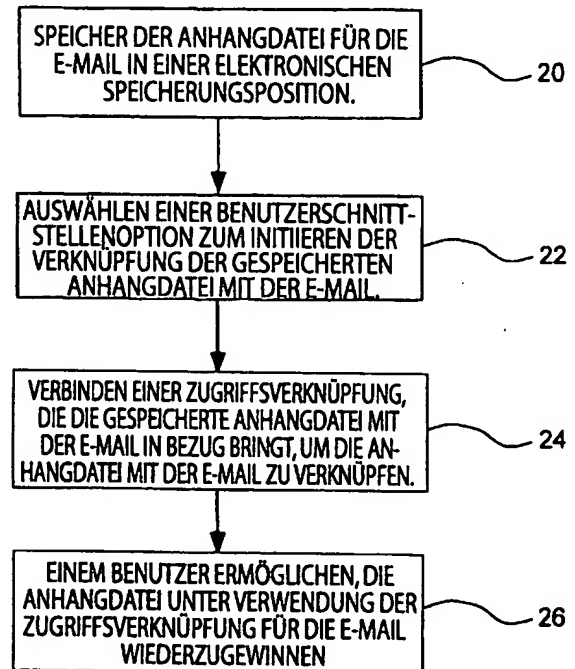 SPEICHER DER ANHANGDATEI FÜR DIE
E-MAIL IN EINER ELEKTRONISCHEN
SPEICHERUNGSPOSITION.
20
AUSWÄHLEN EINER BENUTZERSCHNITT-
STELLENOPTION ZUM INITIIEREN DER
VERKNÜPFUNG DER GESPEICHERTEN
ANHANGDATEI MIT DER E-MAIL.
22
VERBINDEN EINER ZUGRIFFSVERKNÜPFUNG,
DIE DIE GESPEICHERTE ANHANGDATEI MIT
DER E-MAIL IN BEZUG BRINGT, UM DIE AN-
HANGDATEI MIT DER E-MAIL ZU VERKNÜPFEN.
24
EINEM BENUTZER ERMÖGLICHEN, DIE
ANHANGDATEI UNTER VERWENDUNG DER
ZUGRIFFSVERKNÜPFUNG FÜR DIE E-MAIL
WIEDERZUGEWINNEN
26